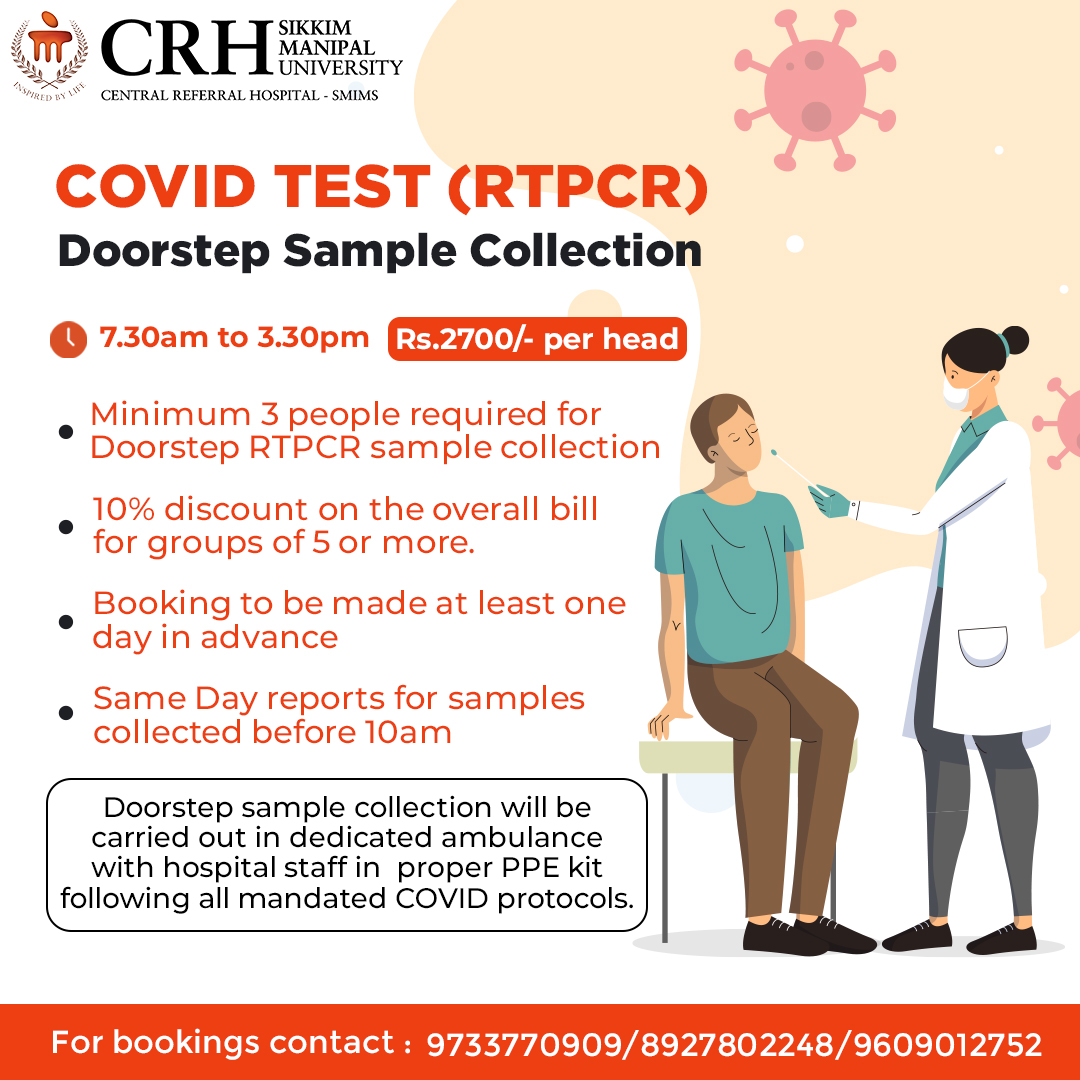 CRH
SIKKIM
MANIPAL
UNIVERSITY
CENTRAL REFERRAL HOSPITAL - SMIMS
INSPIRED BY LIFE
COVID TEST (RTPCR)
Doorstep Sample Collection
7.30am to 3.30pm
Rs.2700/- per head
Minimum 3 people required for
Doorstep RTPCR sample collection
10% discount on the overall bill
for groups of 5 or more.
Booking to be made at least one
day in advance
Same Day reports for samples
collected before 10am
Doorstep sample collection will be
carried out in dedicated ambulance
with hospital staff in proper PPE kit
following all mandated COVID protocols.
For bookings contact : 9733770909/8927802248/9609012752